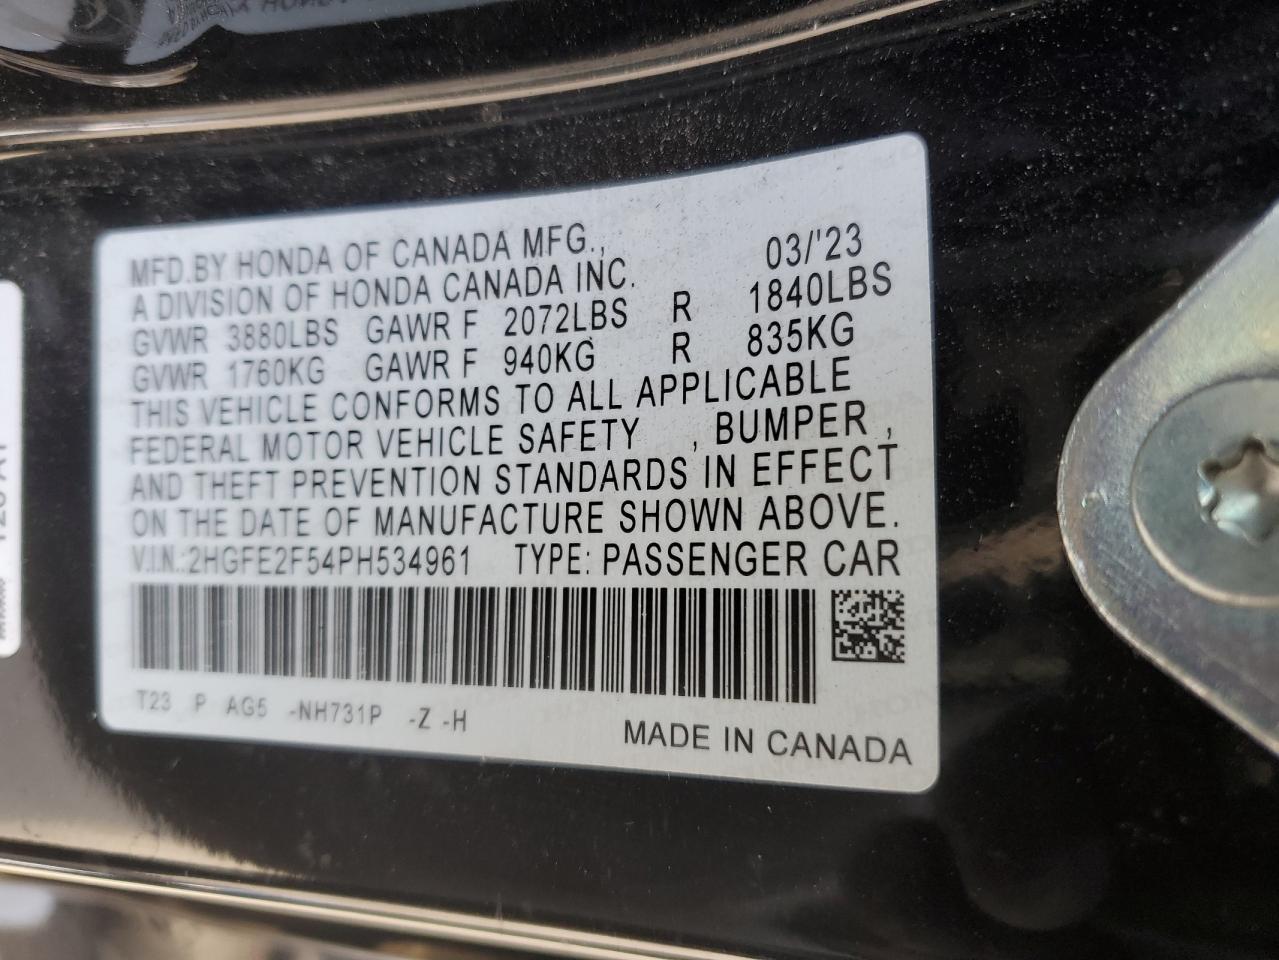 MFD.BY HONDA OF CANADA MFG., 03/'23
A DIVISION OF HONDA CANADA INC.
GVWR 3880LBS GAWR F 2072LBS R 1840LBS
GVWR 1760KG GAWR F 940KG R 835KG
THIS VEHICLE CONFORMS TO ALL APPLICABLE
FEDERAL MOTOR VEHICLE SAFETY , BUMPER ,
AND THEFT PREVENTION STANDARDS IN EFFECT
ON THE DATE OF MANUFACTURE SHOWN ABOVE.
V.I.N.:2HGFE2F54PH534961 TYPE: PASSENGER CAR
T23 P AG5 -NH731P -Z -H
MADE IN CANADA